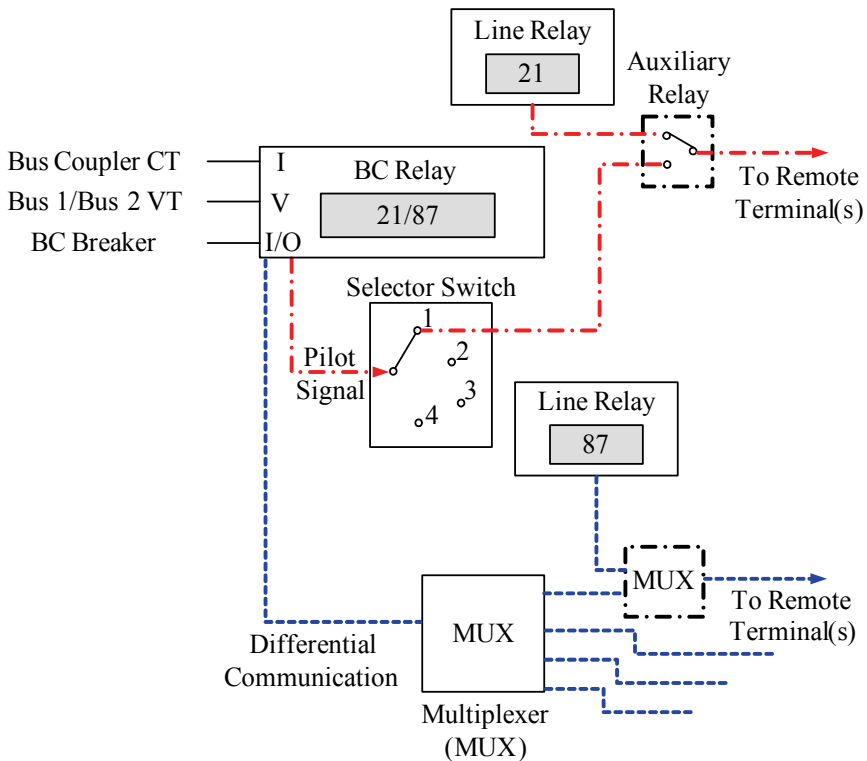 Line Relay
21
Auxiliary
Relay
To Remote
Terminal(s)
Bus Coupler CT
Bus 1/Bus 2 VT
BC Breaker
I
V
I/O
BC Relay
21/87
Selector Switch
1
2
3
4
Pilot
Signal
Line Relay
87
MUX
To Remote
Terminal(s)
Differential
Communication
MUX
Multiplexer
(MUX)